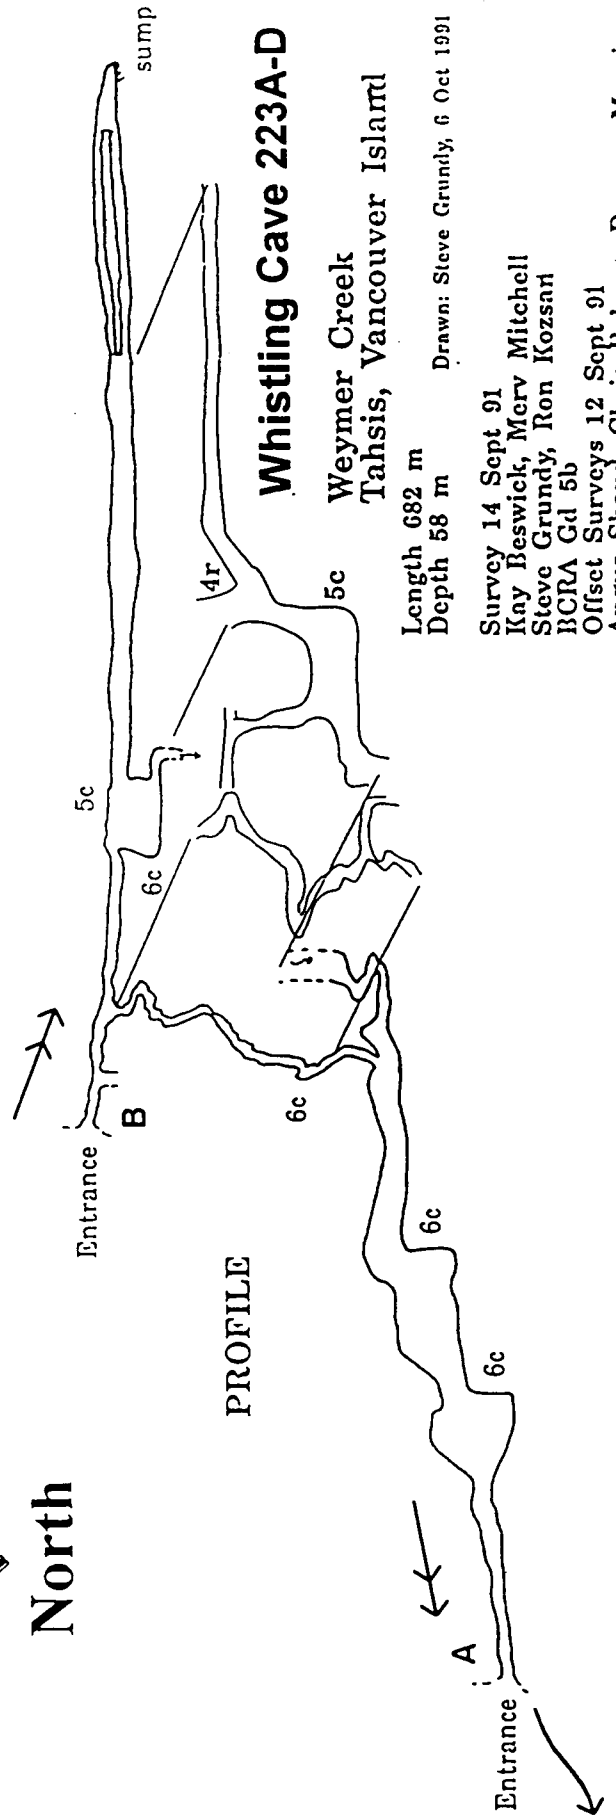 North
PROFILE
Entrance
A
6c
6c
6c
Entrance
B
6c
5c
4r
5c
sump
Whistling Cave 223A-D
Weymer Creek
Tahsis, Vancouver Island
Length 682 m
Depth 58 m
Drawn: Steve Grundy, 6 Oct 1991
Survey 14 Sept 91
Kay Beswick, Merv Mitchell
Steve Grundy, Ron Kozsan
BCRA Gd 5b
Offset Surveys 12 Sept 91